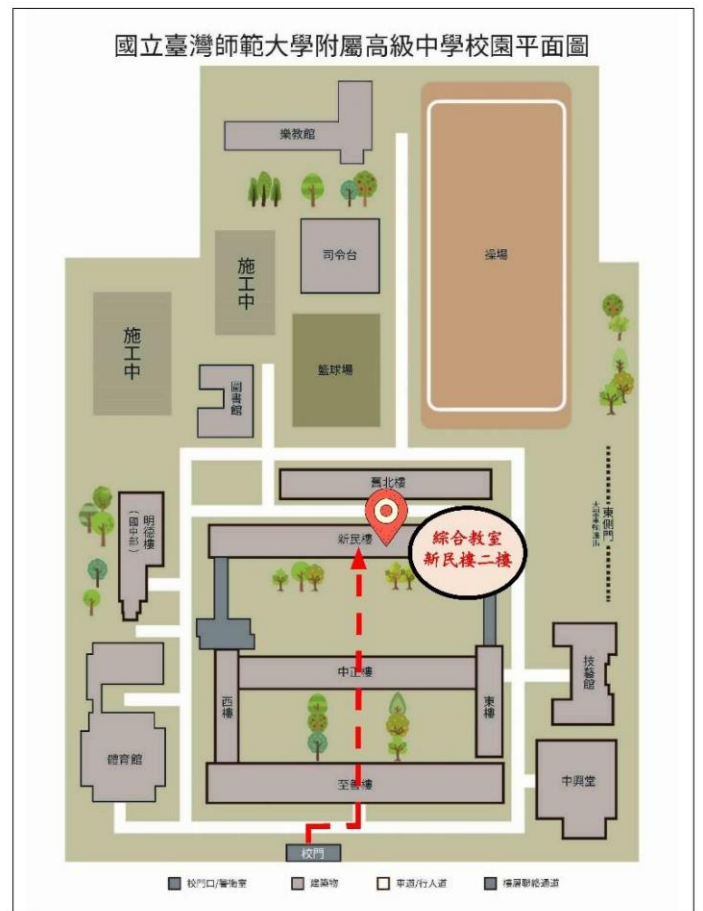 國立臺灣師範大學附屬高級中學校園平面圖
樂教館
司令台
操場
施工中
施工中
籃球場
圖書館
舊北樓
明德樓
(國中部)
新民樓
綜合教室
新民樓二樓
東側門
技藝館
中正樓
西樓
東樓
體育館
至善樓
中興堂
校門
校門口/警衛室
建築物
車道/行人道
樓層聯絡通道